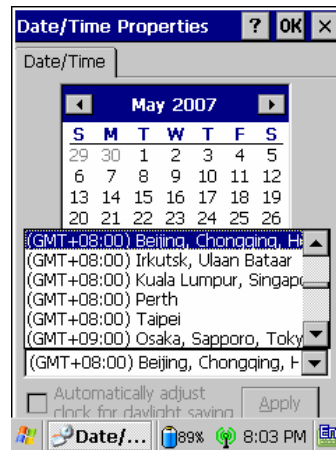 Date/Time Properties ? OK ×
Date/Time
May 2007
S M T W T F S
29 30 1 2 3 4 5
6 7 8 9 10 11 12
13 14 15 16 17 18 19
20 21 22 23 24 25 26
(GMT+08:00) Beijing, Chongqing, H
(GMT+08:00) Irkutsk, Ulaan Bataar
(GMT+08:00) Kuala Lumpur, Singapo
(GMT+08:00) Perth
(GMT+08:00) Taipei
(GMT+09:00) Osaka, Sapporo, Toky
(GMT+08:00) Beijing, Chongqing, H
Automatically adjust
clock for daylight saving
Apply
Date/... 89% 8:03 PM En